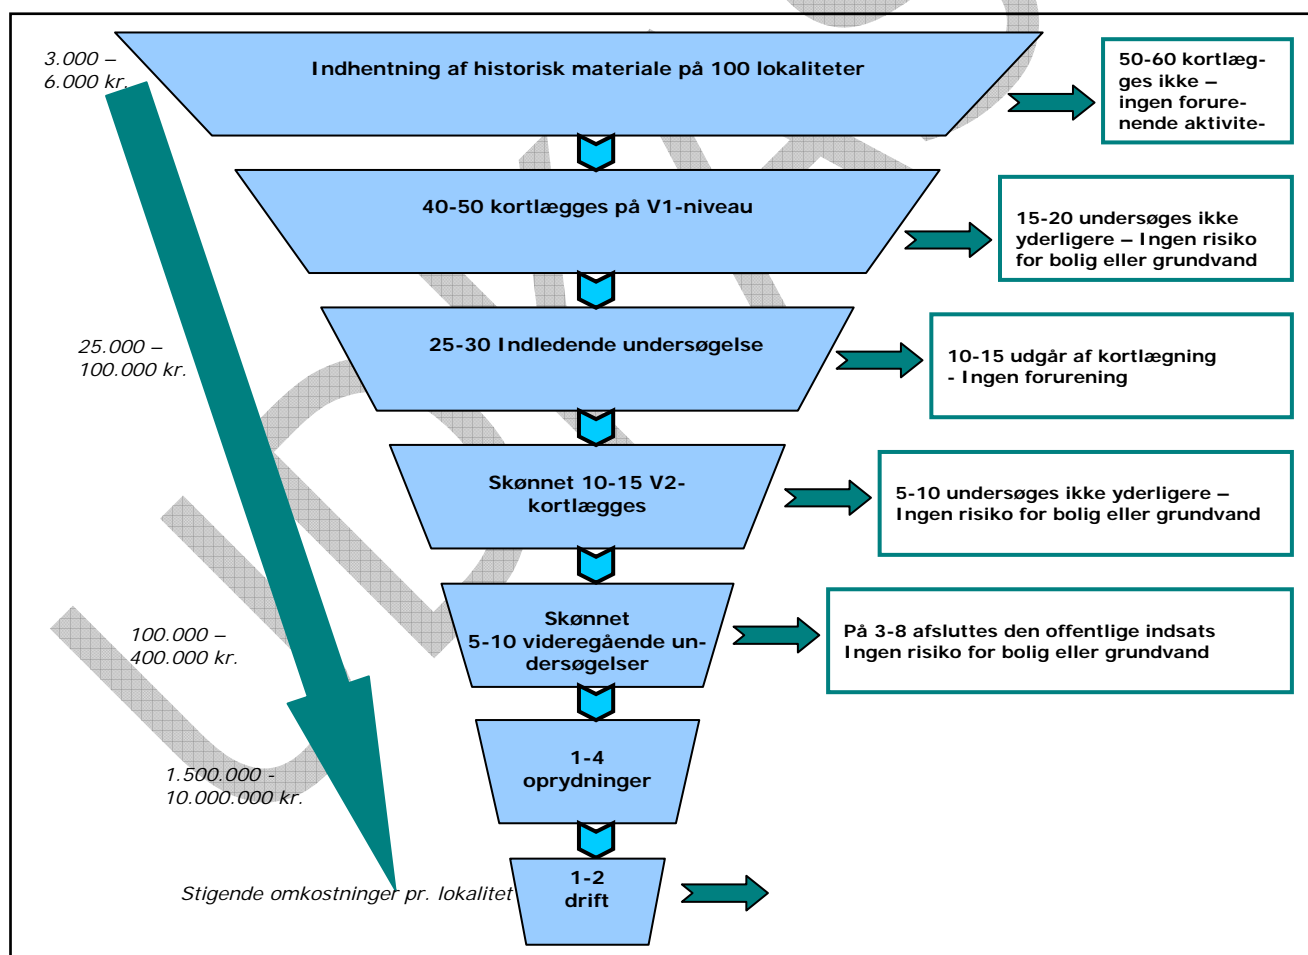 3.000 –
6.000 kr.
Indhentning af historisk materiale på 100 lokaliteter
50-60 kortlæg-
ges ikke –
ingen forure-
nende aktivite-
40-50 kortlægges på V1-niveau
15-20 undersøges ikke
yderligere – Ingen risiko
for bolig eller grundvand
25.000 –
100.000 kr.
25-30 Indledende undersøgelse
10-15 udgår af kortlægning
- Ingen forurening
Skønnet 10-15 V2-
kortlægges
5-10 undersøges ikke yderligere –
Ingen risiko for bolig eller grundvand
100.000 –
400.000 kr.
Skønnet
5-10 videregående un-
dersøgelser
På 3-8 afsluttes den offentlige indsats
Ingen risiko for bolig eller grundvand
1.500.000 -
10.000.000 kr.
1-4
oprydninger
Stigende omkostninger pr. lokalitet
1-2
drift